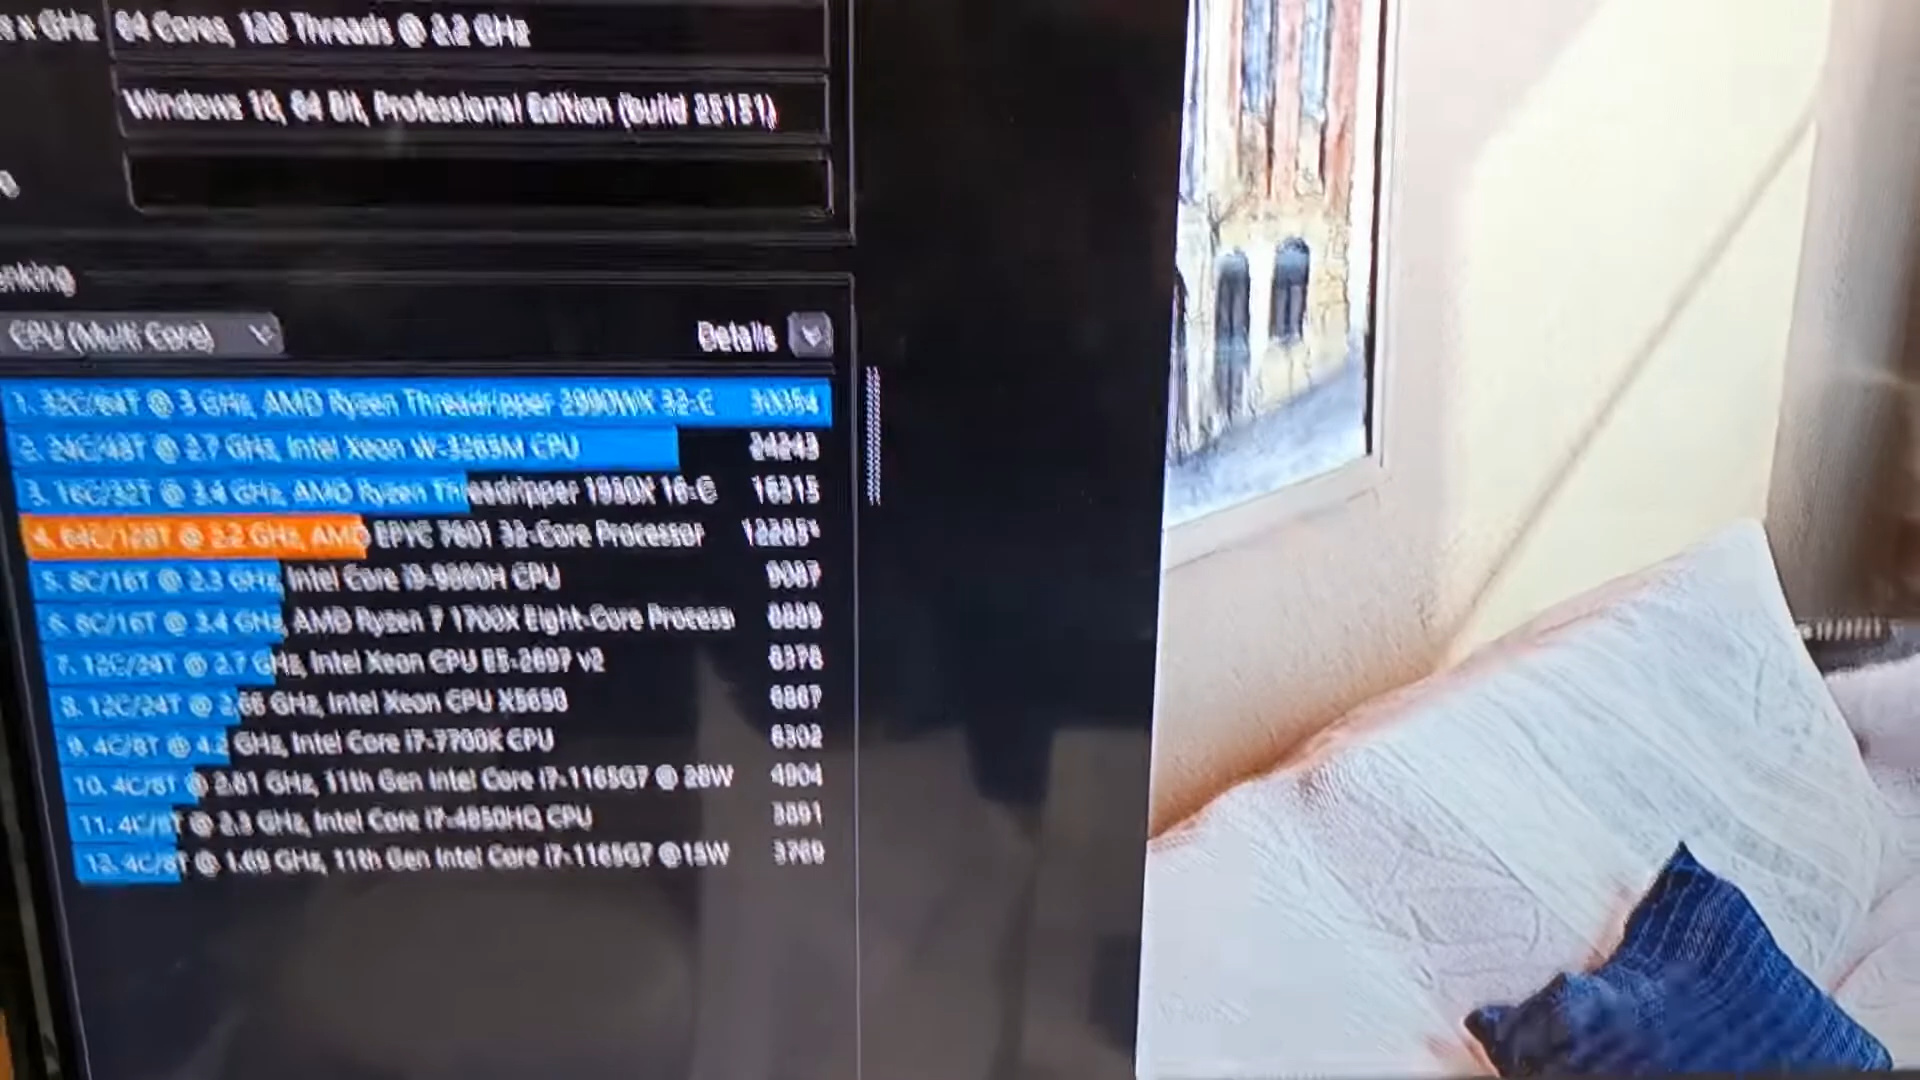 x GHz 64 Cores, 128 Threads @ 2.2 GHz
Windows 10, 64 Bit, Professional Edition (build 25151)
CPU (Multi Core) Details
1. 32C/64T @ 3 GHz, AMD Ryzen Threadripper 2990WX 32-C 30054
2. 24C/48T @ 2.7 GHz, Intel Xeon W-3265M CPU 24243
3. 16C/32T @ 3.4 GHz, AMD Ryzen Threadripper 1950X 16-C 16315
4. 64C/128T @ 2.2 GHz, AMD EPYC 7601 32-Core Processor
5. 8C/16T @ 2.3 GHz, Intel Core i9-9880H CPU 9087
6. 8C/16T @ 3.4 GHz, AMD Ryzen 7 1700X Eight-Core Process 8889
7. 12C/24T @ 2.7 GHz, Intel Xeon CPU E5-2697 v2 8378
8. 12C/24T @ 2.66 GHz, Intel Xeon CPU X5650 6867
9. 4C/8T @ 4.2 GHz, Intel Core i7-7700K CPU 6302
10. 4C/8T @ 2.81 GHz, 11th Gen Intel Core i7-1165G7 @ 28W 4904
11. 4C/8T @ 2.3 GHz, Intel Core i7-4850HQ CPU 3891
12. 4C/8T @ 1.69 GHz, 11th Gen Intel Core i7-1165G7 @15W 3769